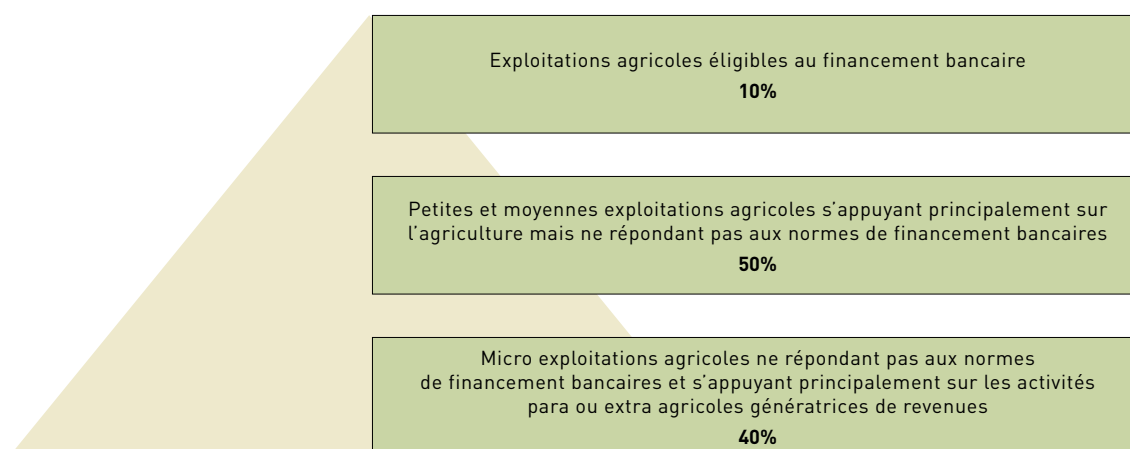 Exploitations agricoles éligibles au financement bancaire
10%
Petites et moyennes exploitations agricoles s’appuyant principalement sur
l’agriculture mais ne répondant pas aux normes de financement bancaires
50%
Micro exploitations agricoles ne répondant pas aux normes
de financement bancaires et s’appuyant principalement sur les activités
para ou extra agricoles génératrices de revenues
40%